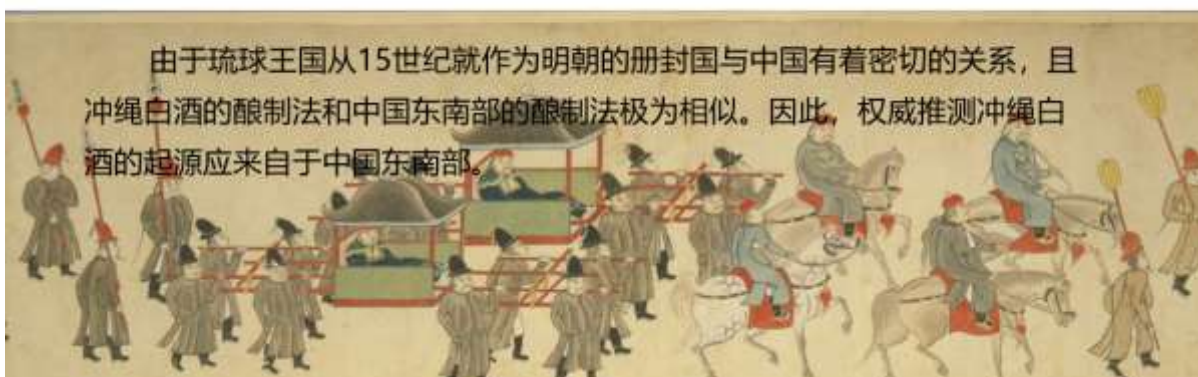 由于琉球王国从15世纪就作为明朝的册封国与中国有着密切的关系，且
冲绳白酒的酿制法和中国东南部的酿制法极为相似。因此，权威推测冲绳白
酒的起源应来自于中国东南部。